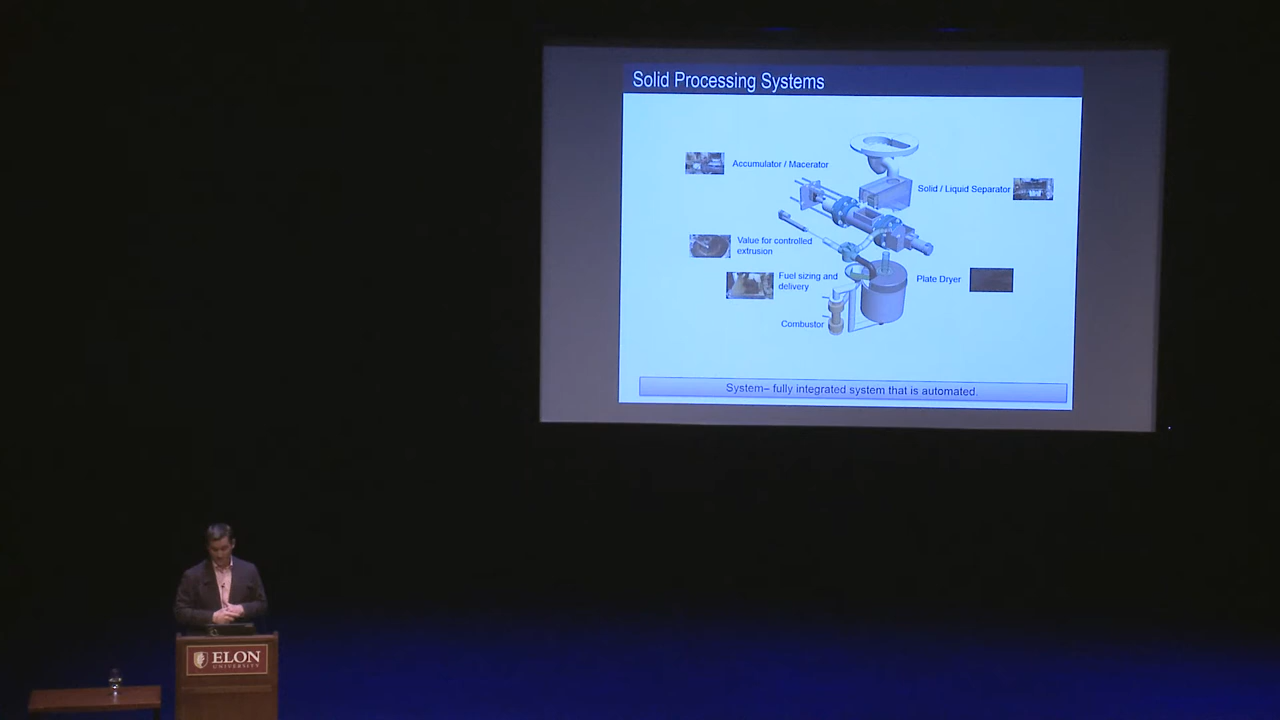 Solid Processing Systems
Accumulator / Macerator
Solid / Liquid Separator
Value for controlled
extrusion
Fuel sizing and
delivery
Plate Dryer
Combustor
System– fully integrated system that is automated.
ELON
UNIVERSITY